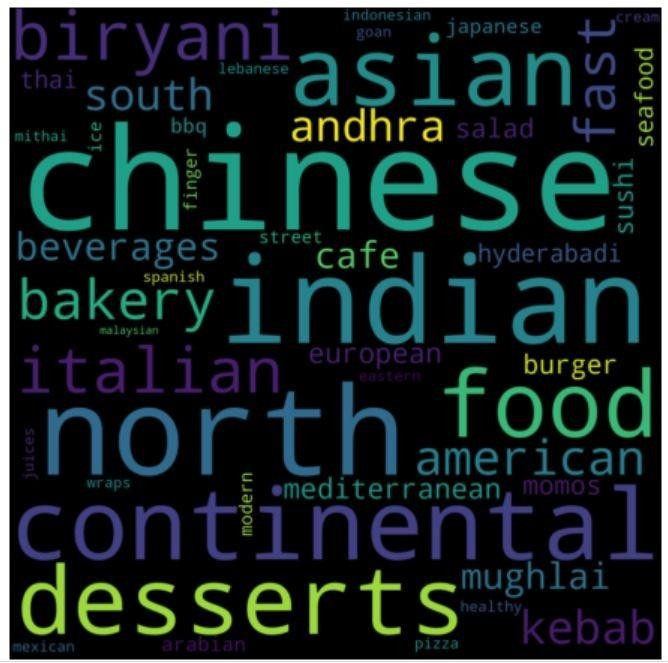 biryani
indonesian
goan
japanese
cream
thai
lebanese
asian
fast
seafood
south
mithai
ice
bbq
andhra
salad
chinese
finger
sushi
beverages
street
cafe
hyderabadi
spanish
bakery
malaysian
indian
italian
european
eastern
burger
food
north
juices
american
wraps
modern
mediterranean
momos
continental
desserts
mughlai
healthy
kebab
mexican
arabian
pizza